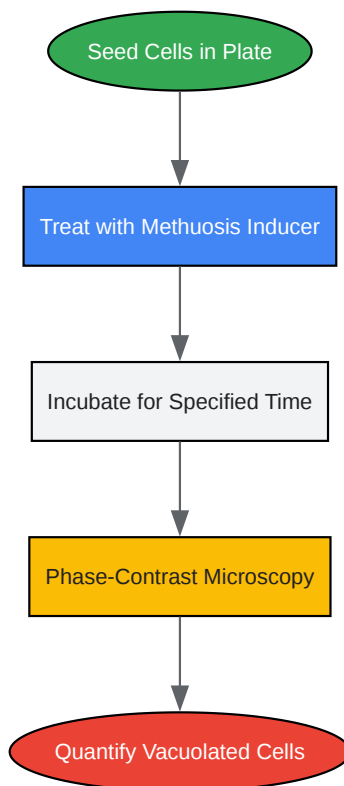 Seed Cells in Plate
Treat with Methuosis Inducer
Incubate for Specified Time
Phase-Contrast Microscopy
Quantify Vacuolated Cells